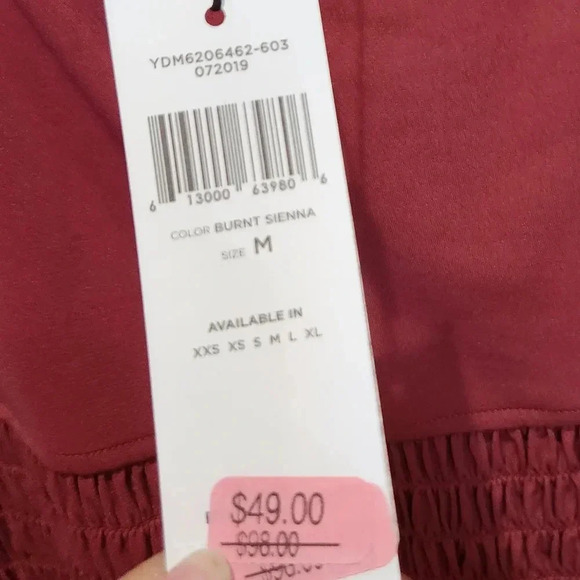 YDM6206462-603
072019
6 13000 63980 6
COLOR BURNT SIENNA
SIZE M
AVAILABLE IN
XXS XS S M L XL
$49.00
$98.00